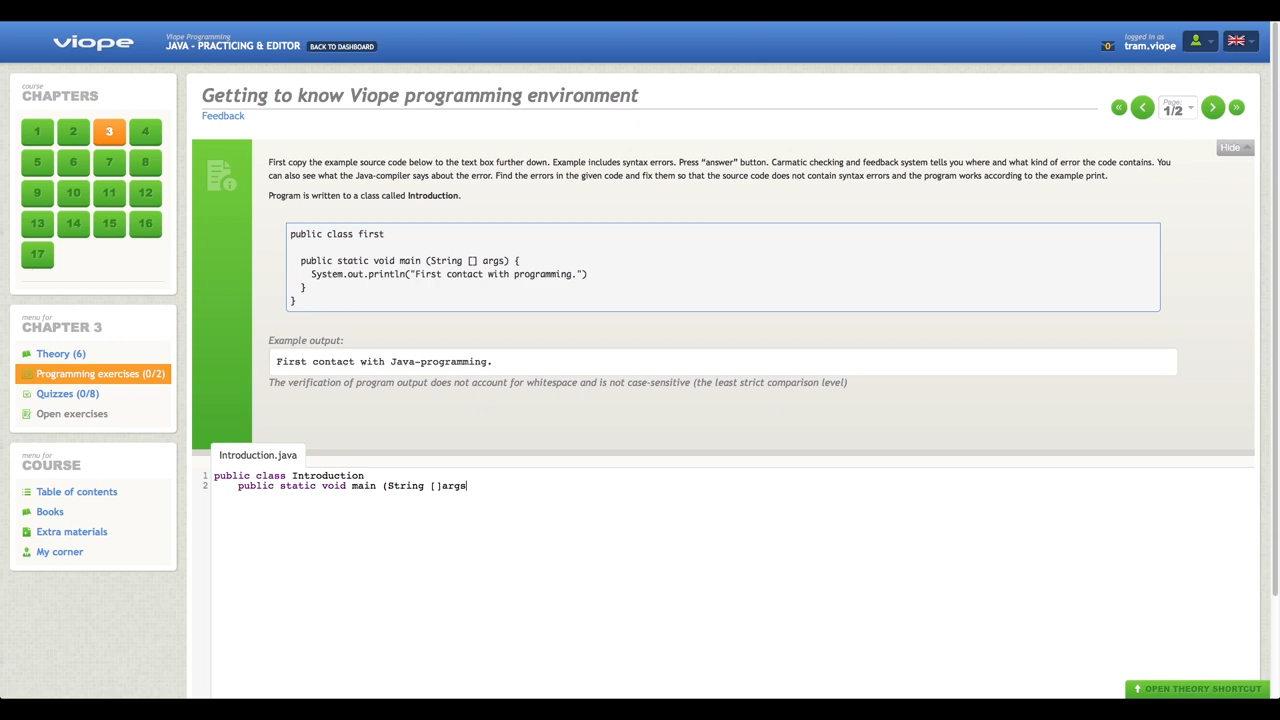 viope
Viope Programming
JAVA - PRACTICING & EDITOR BACK TO DASHBOARD
0
logged in as
tram.viope
course
CHAPTERS
1 2 3 4
5 6 7 8
9 10 11 12
13 14 15 16
17
menu for
CHAPTER 3
Theory (6)
Programming exercises (0/2)
Quizzes (0/8)
Open exercises
menu for
COURSE
Table of contents
Books
Extra materials
My corner
Getting to know Viope programming environment
Feedback
Page:
1/2
Hide
First copy the example source code below to the text box further down. Example includes syntax errors. Press “answer” button. Carmatic checking and feedback system tells you where and what kind of error the code contains. You
can also see what the Java-compiler says about the error. Find the errors in the given code and fix them so that the source code does not contain syntax errors and the program works according to the example print.
Program is written to a class called Introduction.
public class first
public static void main (String [] args) {
System.out.println("First contact with programming.")
}
}
Example output:
First contact with Java-programming.
The verification of program output does not account for whitespace and is not case-sensitive (the least strict comparison level)
Introduction.java
1 public class Introduction
2 public static void main (String []args
OPEN THEORY SHORTCUT